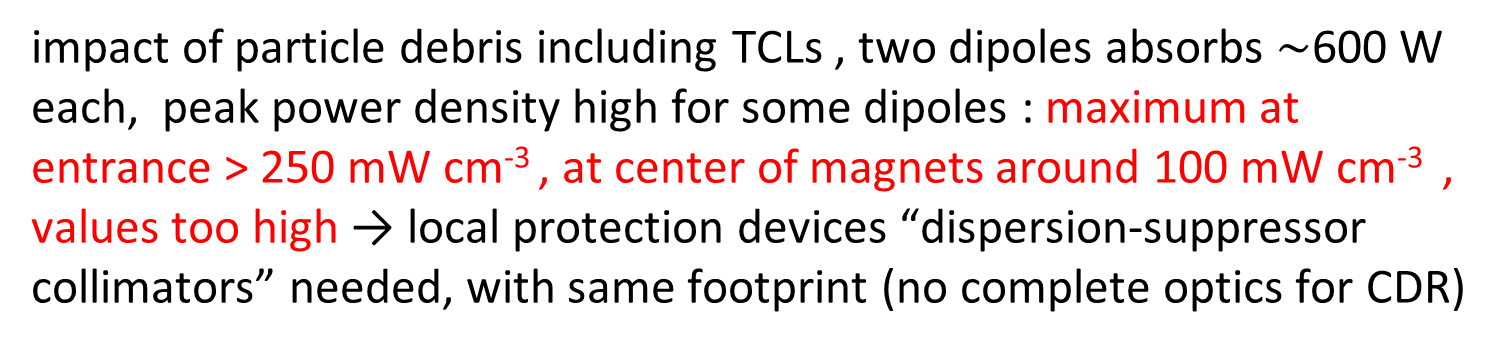 impact of particle debris including TCLs , two dipoles absorbs ~600 W
each,  peak power density high for some dipoles : maximum at
entrance > 250 mW cm⁻³ , at center of magnets around 100 mW cm⁻³ ,
values too high → local protection devices “dispersion-suppressor
collimators” needed, with same footprint (no complete optics for CDR)